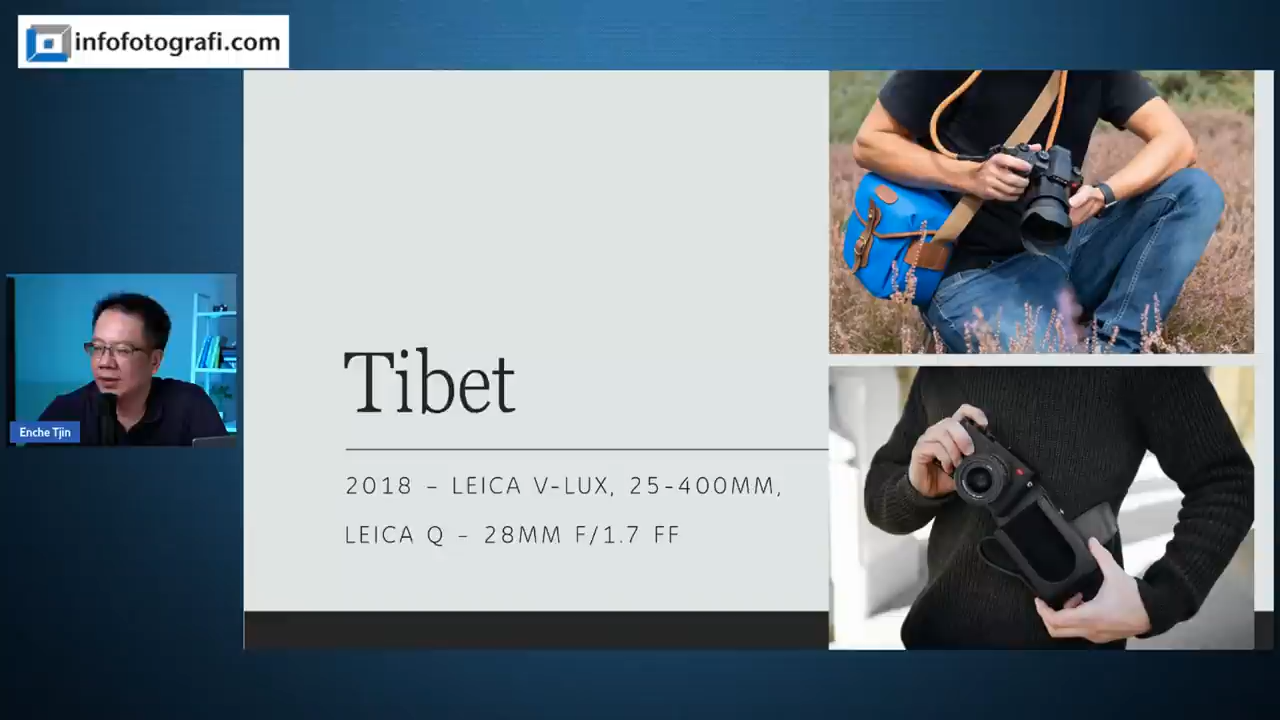 infofotografi.com
Tibet
2018 – LEICA V-LUX, 25-400MM,
LEICA Q – 28MM F/1.7 FF
Enche Tjin